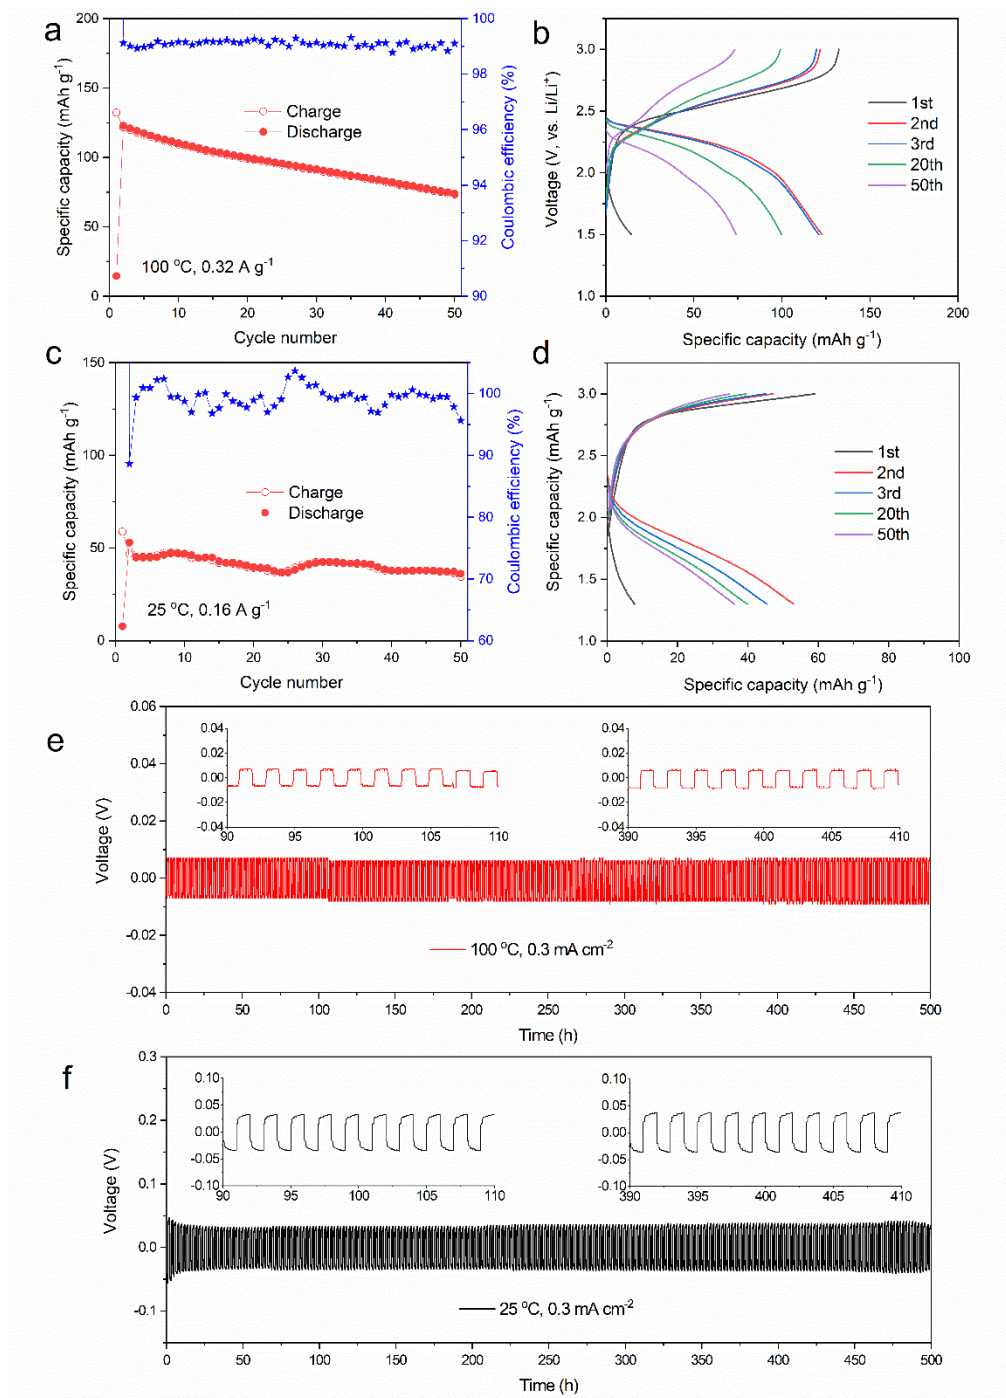 a
200
150
125
100
75
50
25
0
Specific capacity (mAh g⁻¹)
100
99
98
96
95
94
92
91
90
Coulombic efficiency (%)
Charge
Discharge
100 °C, 0.32 A g⁻¹
0 10 20 30 40 50
Cycle number
b
3.0
2.5
2.0
1.5
1.0
Voltage (V, vs. Li/Li⁺)
1st
2nd
3rd
20th
50th
0 50 100 150 200
Specific capacity (mAh g⁻¹)
c
150
100
50
0
Specific capacity (mAh g⁻¹)
100
90
80
70
60
Coulombic efficiency (%)
Charge
Discharge
25 °C, 0.16 A g⁻¹
0 10 20 30 40 50
Cycle number
d
3.0
2.5
2.0
1.5
1.0
Specific capacity (mAh g⁻¹)
1st
2nd
3rd
20th
50th
0 20 40 60 80 100
Specific capacity (mAh g⁻¹)
e
0.06
0.04
0.02
0.00
-0.02
-0.04
Voltage (V)
0.04
0.02
0.00
-0.02
-0.04
90 95 100 105 110
0.04
0.02
0.00
-0.02
-0.04
390 395 400 405 410
100 °C, 0.3 mA cm⁻²
0 50 100 150 200 250 300 350 400 450 500
Time (h)
f
0.3
0.2
0.1
0.0
-0.1
Voltage (V)
0.10
0.05
0.00
-0.05
-0.10
90 95 100 105 110
0.10
0.05
0.00
-0.05
-0.10
390 395 400 405 410
25 °C, 0.3 mA cm⁻²
0 50 100 150 200 250 300 350 400 450 500
Time (h)